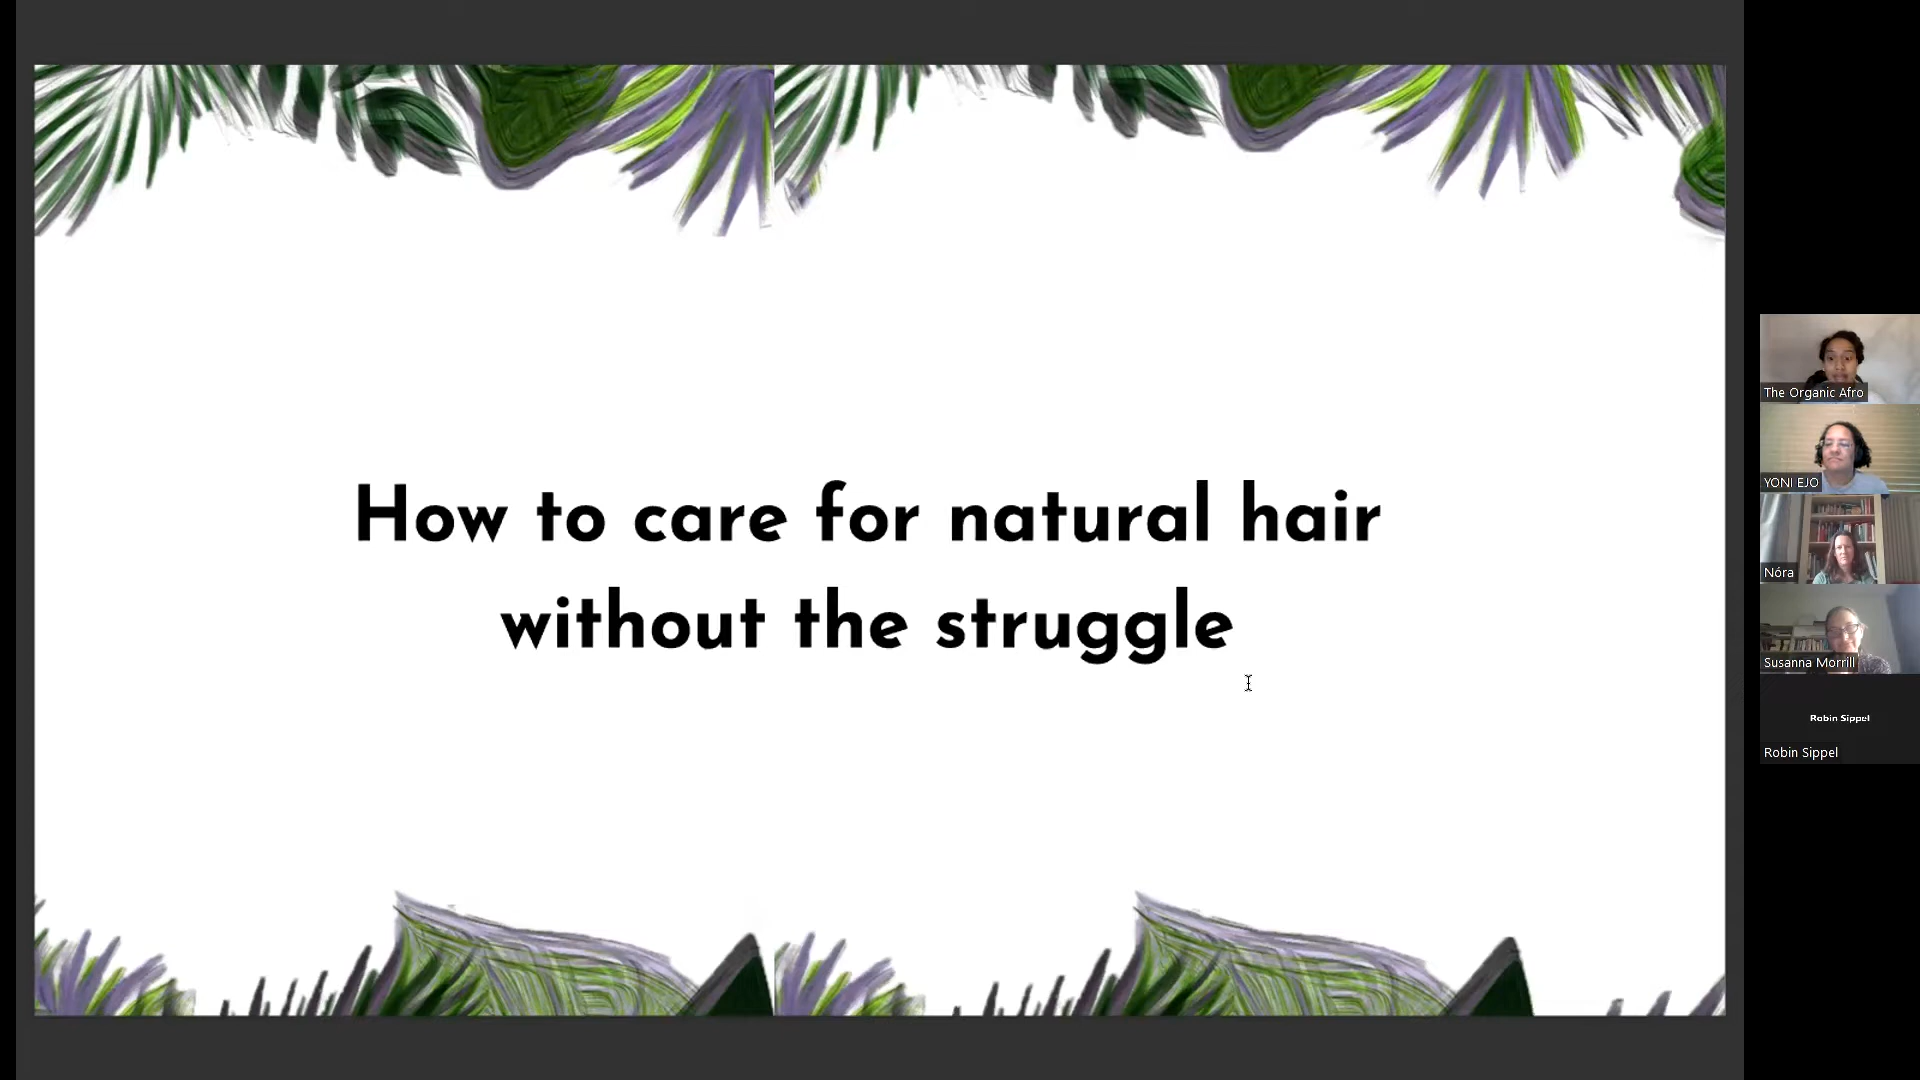 How to care for natural hair
without the struggle
The Organic Afro
YONI EJO
Nóra
Susanna Morrill
Robin Sippel
Robin Sippel